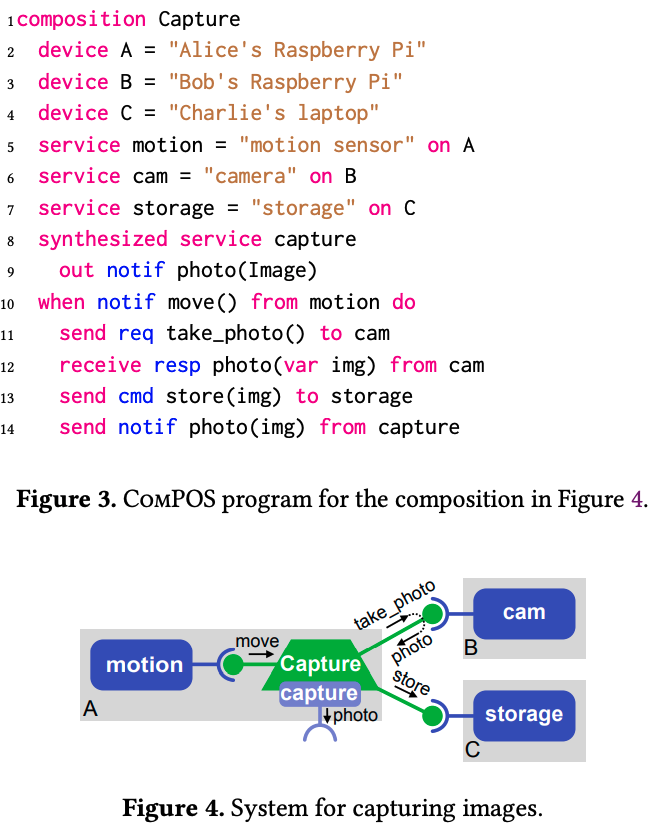 1 composition Capture
2 device A = "Alice's Raspberry Pi"
3 device B = "Bob's Raspberry Pi"
4 device C = "Charlie's laptop"
5 service motion = "motion sensor" on A
6 service cam = "camera" on B
7 service storage = "storage" on C
8 synthesized service capture
9 out notif photo(Image)
10 when notif move() from motion do
11 send req take_photo() to cam
12 receive resp photo(var img) from cam
13 send cmd store(img) to storage
14 send notif photo(img) from capture
Figure 3. COMPOS program for the composition in Figure 4.
motion
A
move
Capture
capture
photo
take_photo
photo
cam
B
store
storage
C
Figure 4. System for capturing images.